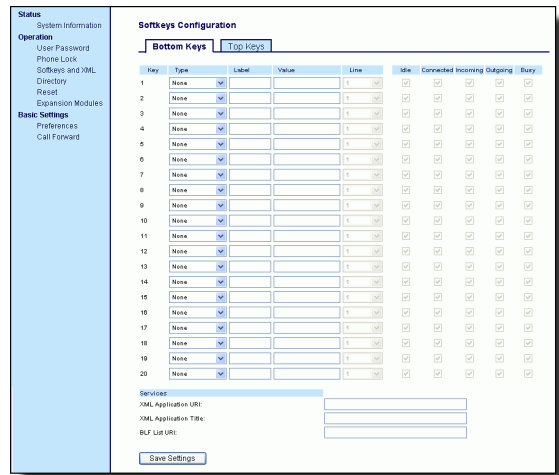 Status
System Information
Operation
User Password
Phone Lock
Softkeys and XML
Directory
Reset
Expansion Modules
Basic Settings
Preferences
Call Forward
Softkeys Configuration
Bottom Keys Top Keys
Key Type Label Value Line Idle Connected Incoming Outgoing Busy
1 None 1
2 None 1
3 None 1
4 None 1
5 None 1
6 None 1
7 None 1
8 None 1
9 None 1
10 None 1
11 None 1
12 None 1
13 None 1
14 None 1
15 None 1
16 None 1
17 None 1
18 None 1
19 None 1
20 None 1
Services
XML Application URI:
XML Application Title:
BLF List URI:
Save Settings